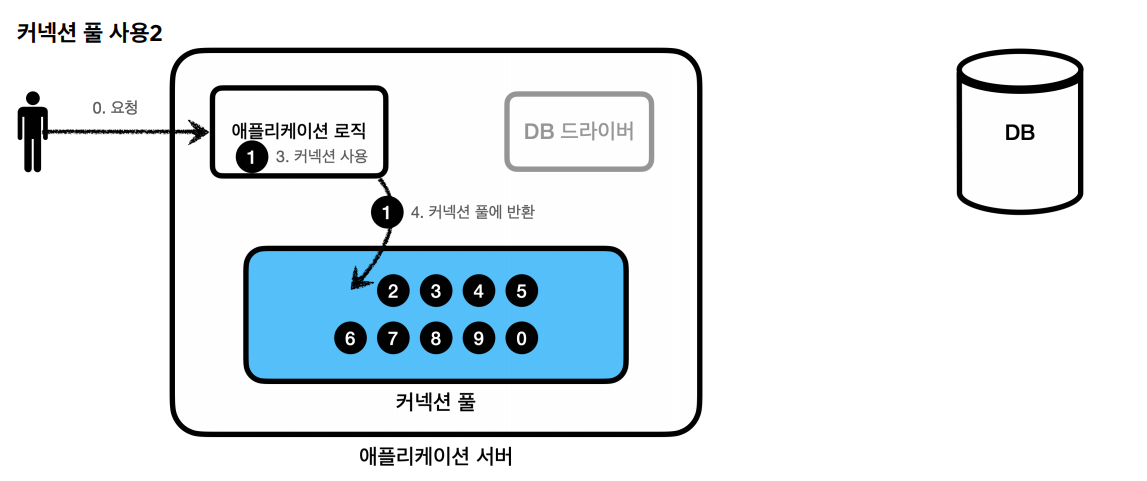 커넥션 풀 사용2
0. 요청
애플리케이션 로직
1 3. 커넥션 사용
DB 드라이버
DB
1 4. 커넥션 풀에 반환
2 3 4 5
6 7 8 9 0
커넥션 풀
애플리케이션 서버